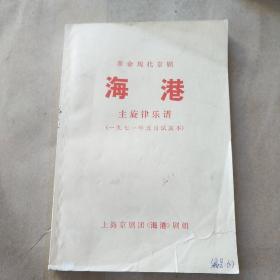 革命现代京剧
海港
主旋律乐谱
(一九七一年五月试演本)
上海京剧团《海港》剧组